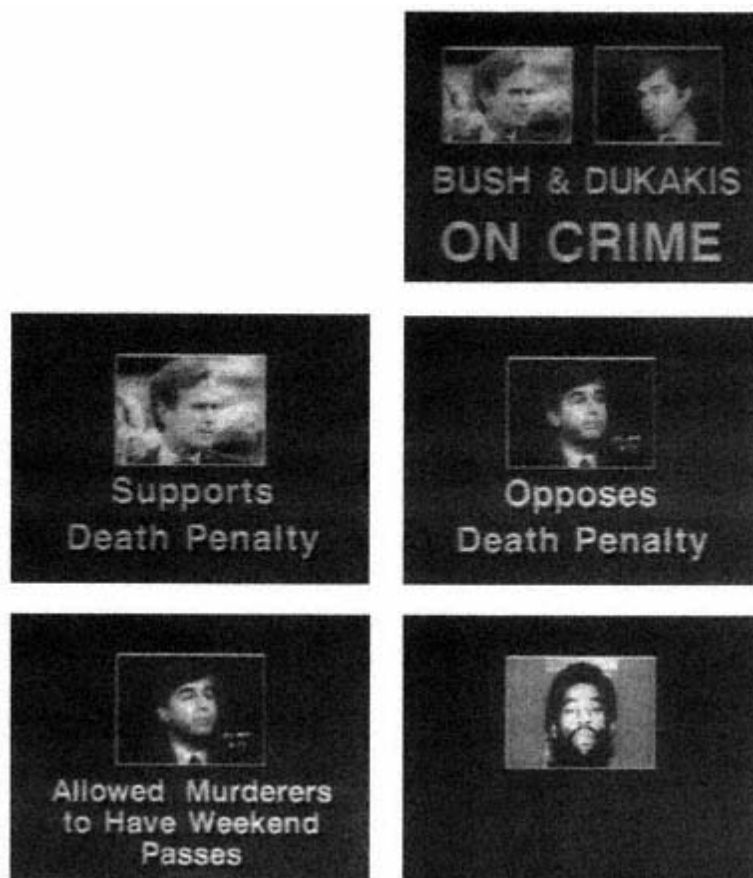 BUSH & DUKAKIS
ON CRIME
Supports
Death Penalty
Opposes
Death Penalty
Allowed Murderers
to Have Weekend
Passes